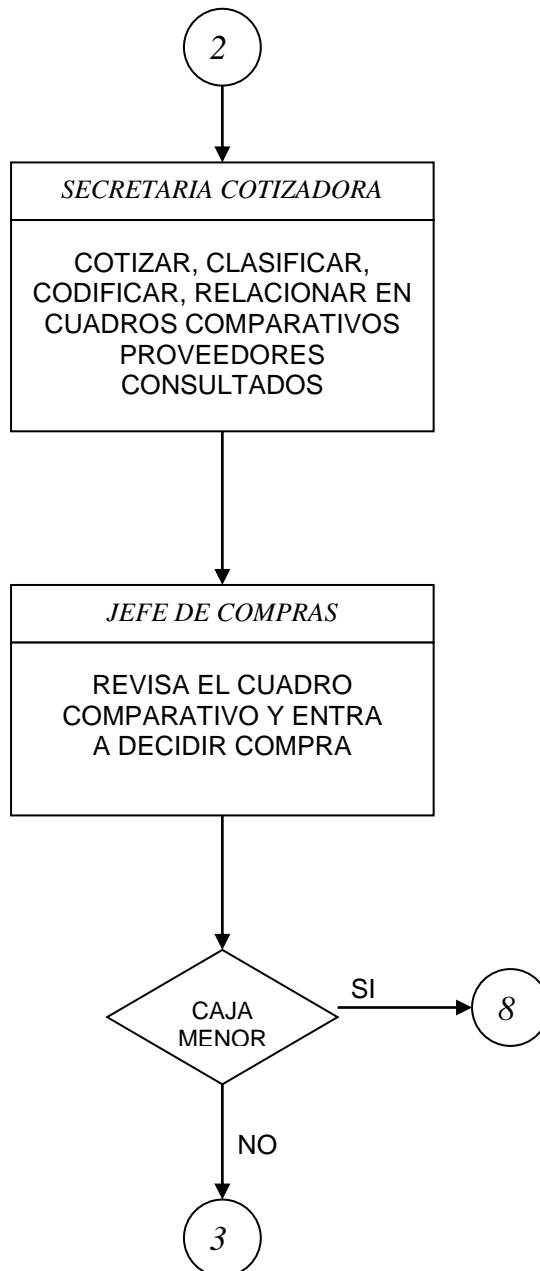 2
SECRETARIA COTIZADORA
COTIZAR, CLASIFICAR,
CODIFICAR, RELACIONAR EN
CUADROS COMPARATIVOS
PROVEEDORES
CONSULTADOS
JEFE DE COMPRAS
REVISA EL CUADRO
COMPARATIVO Y ENTRA
A DECIDIR COMPRA
CAJA
MENOR
SI
8
NO
3